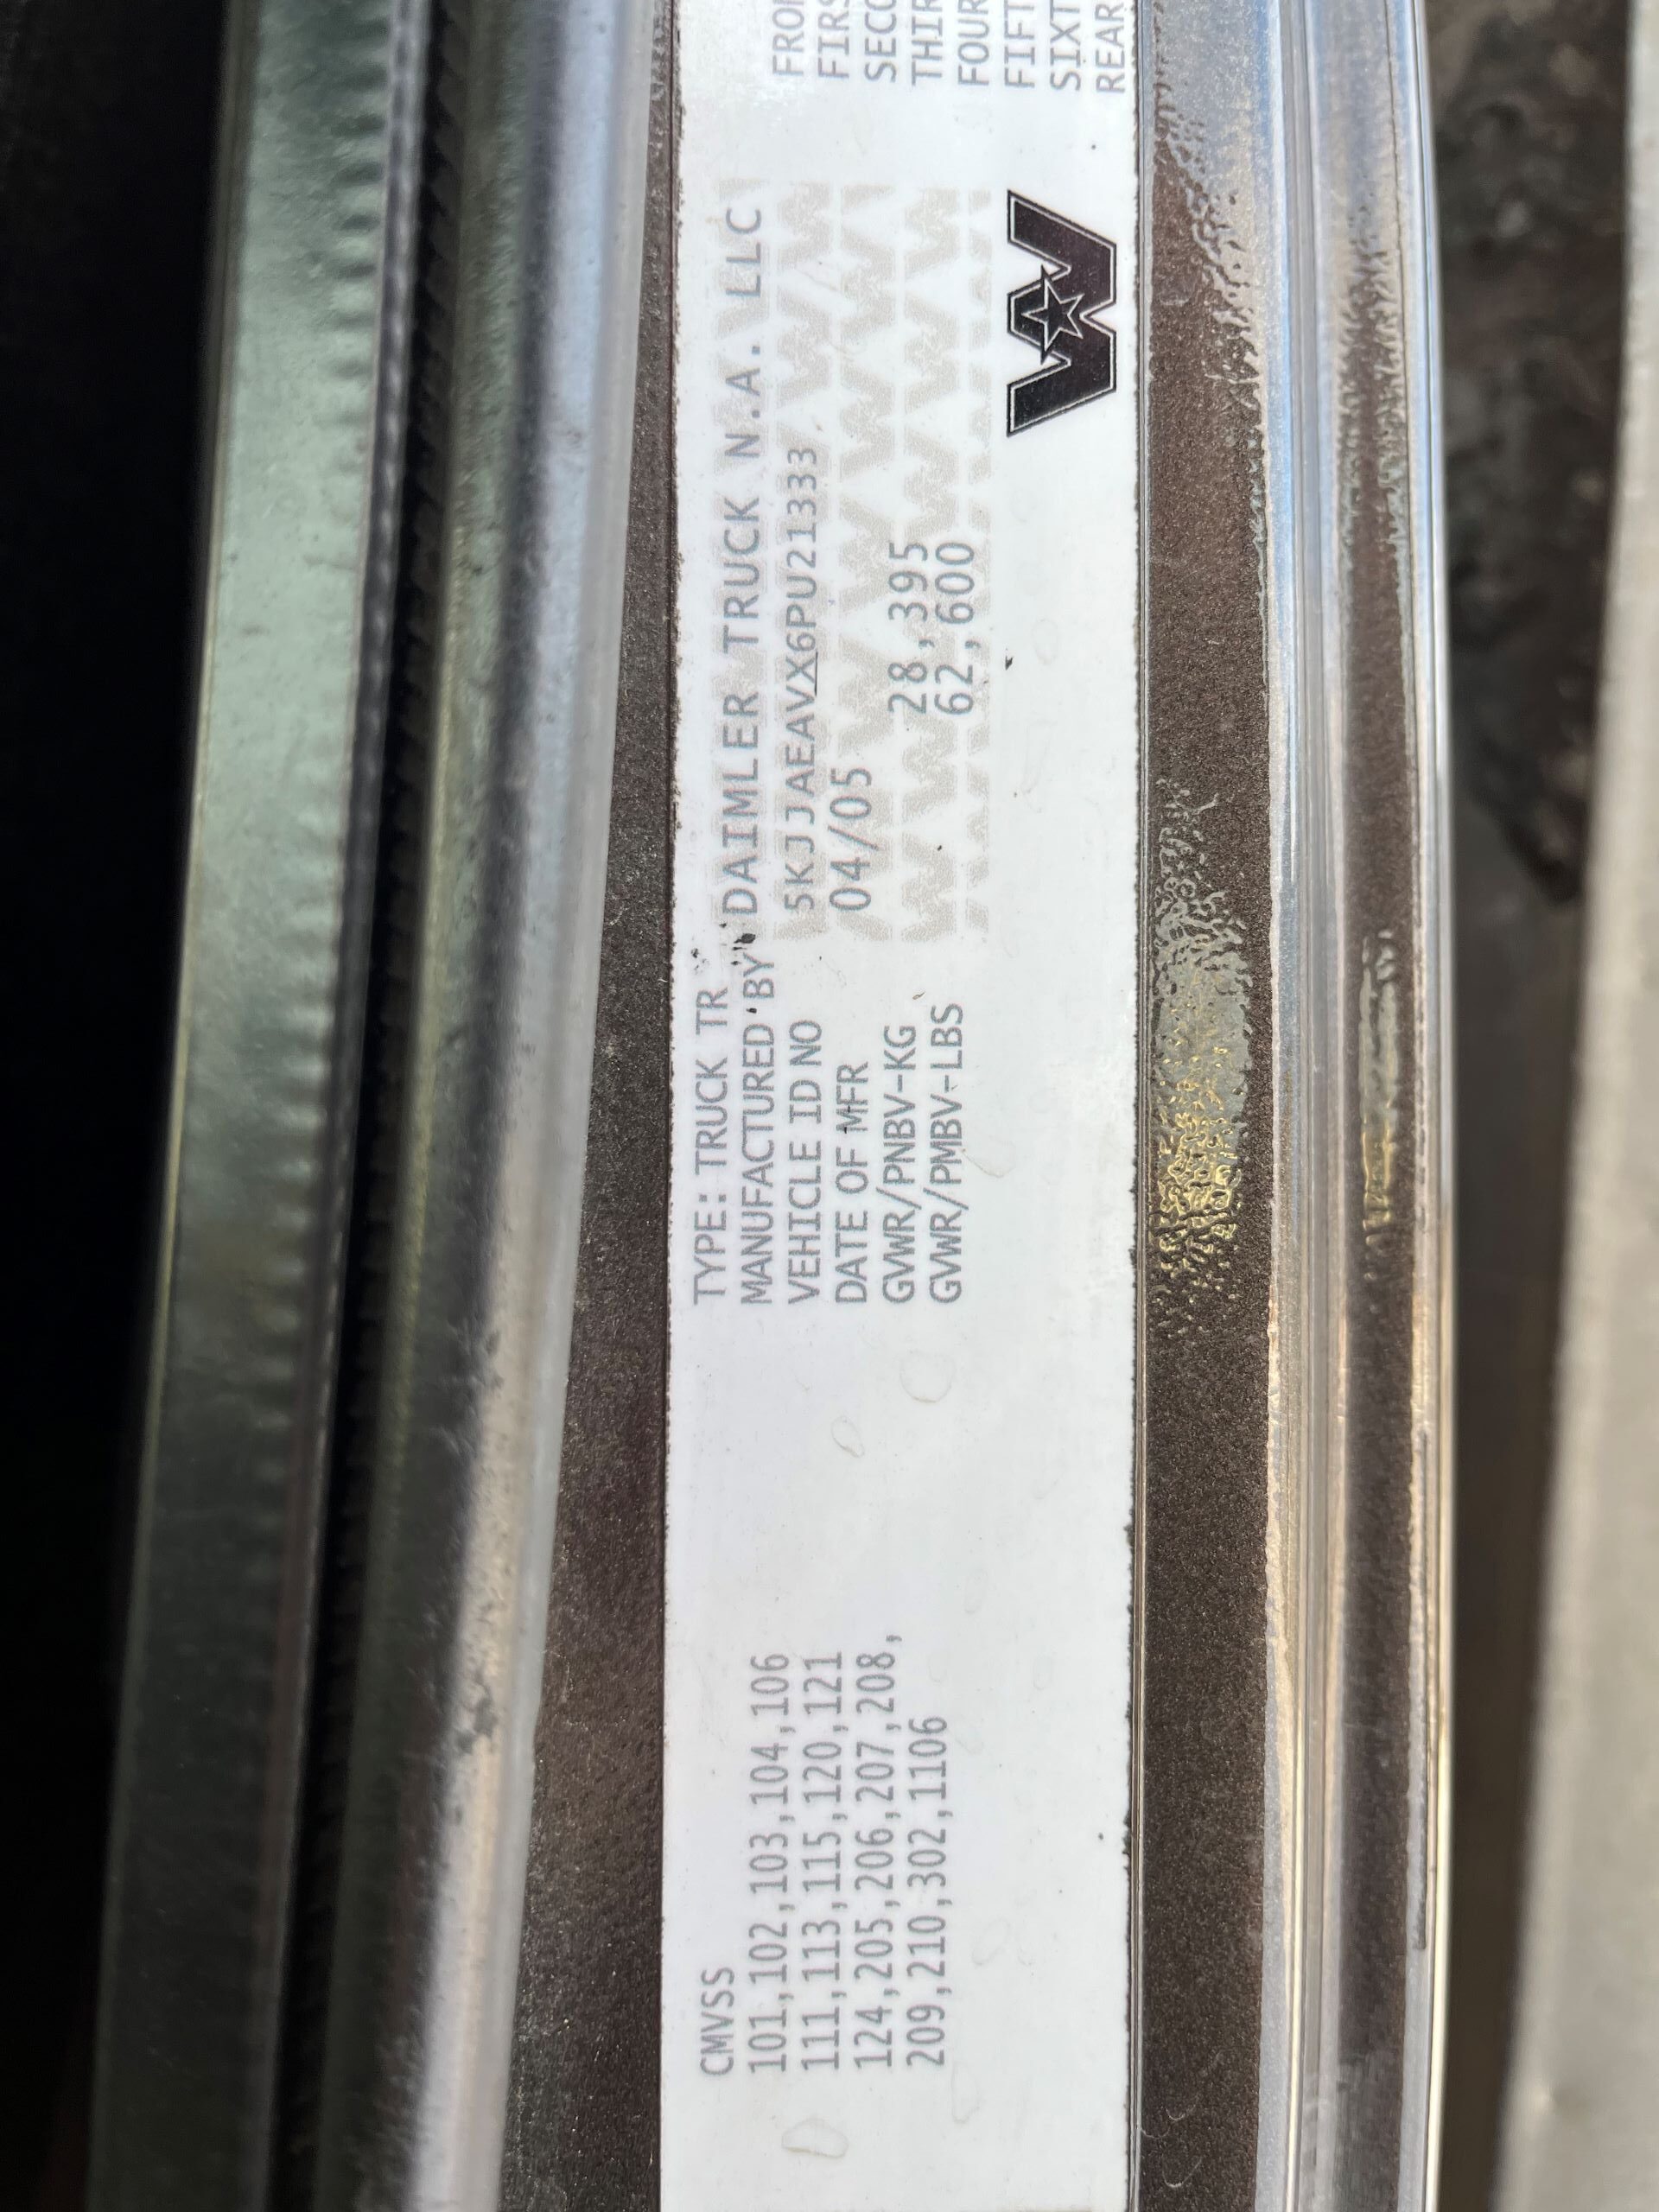 CMVSS
101,102,103,104,106
111,113,115,120,121
124,205,206,207,208,
209,210,302,1106
TYPE: TRUCK TR
MANUFACTURED BY DAIMLER TRUCK N.A. LLC
VEHICLE ID NO 5KJJAEAVX6PU21333
DATE OF MFR 04/05
GVWR/PNBV-KG 28,395
GVWR/PMBV-LBS 62,600
W
FRON
FIRS
SECO
THIR
FOUR
FIFT
SIXT
REAR